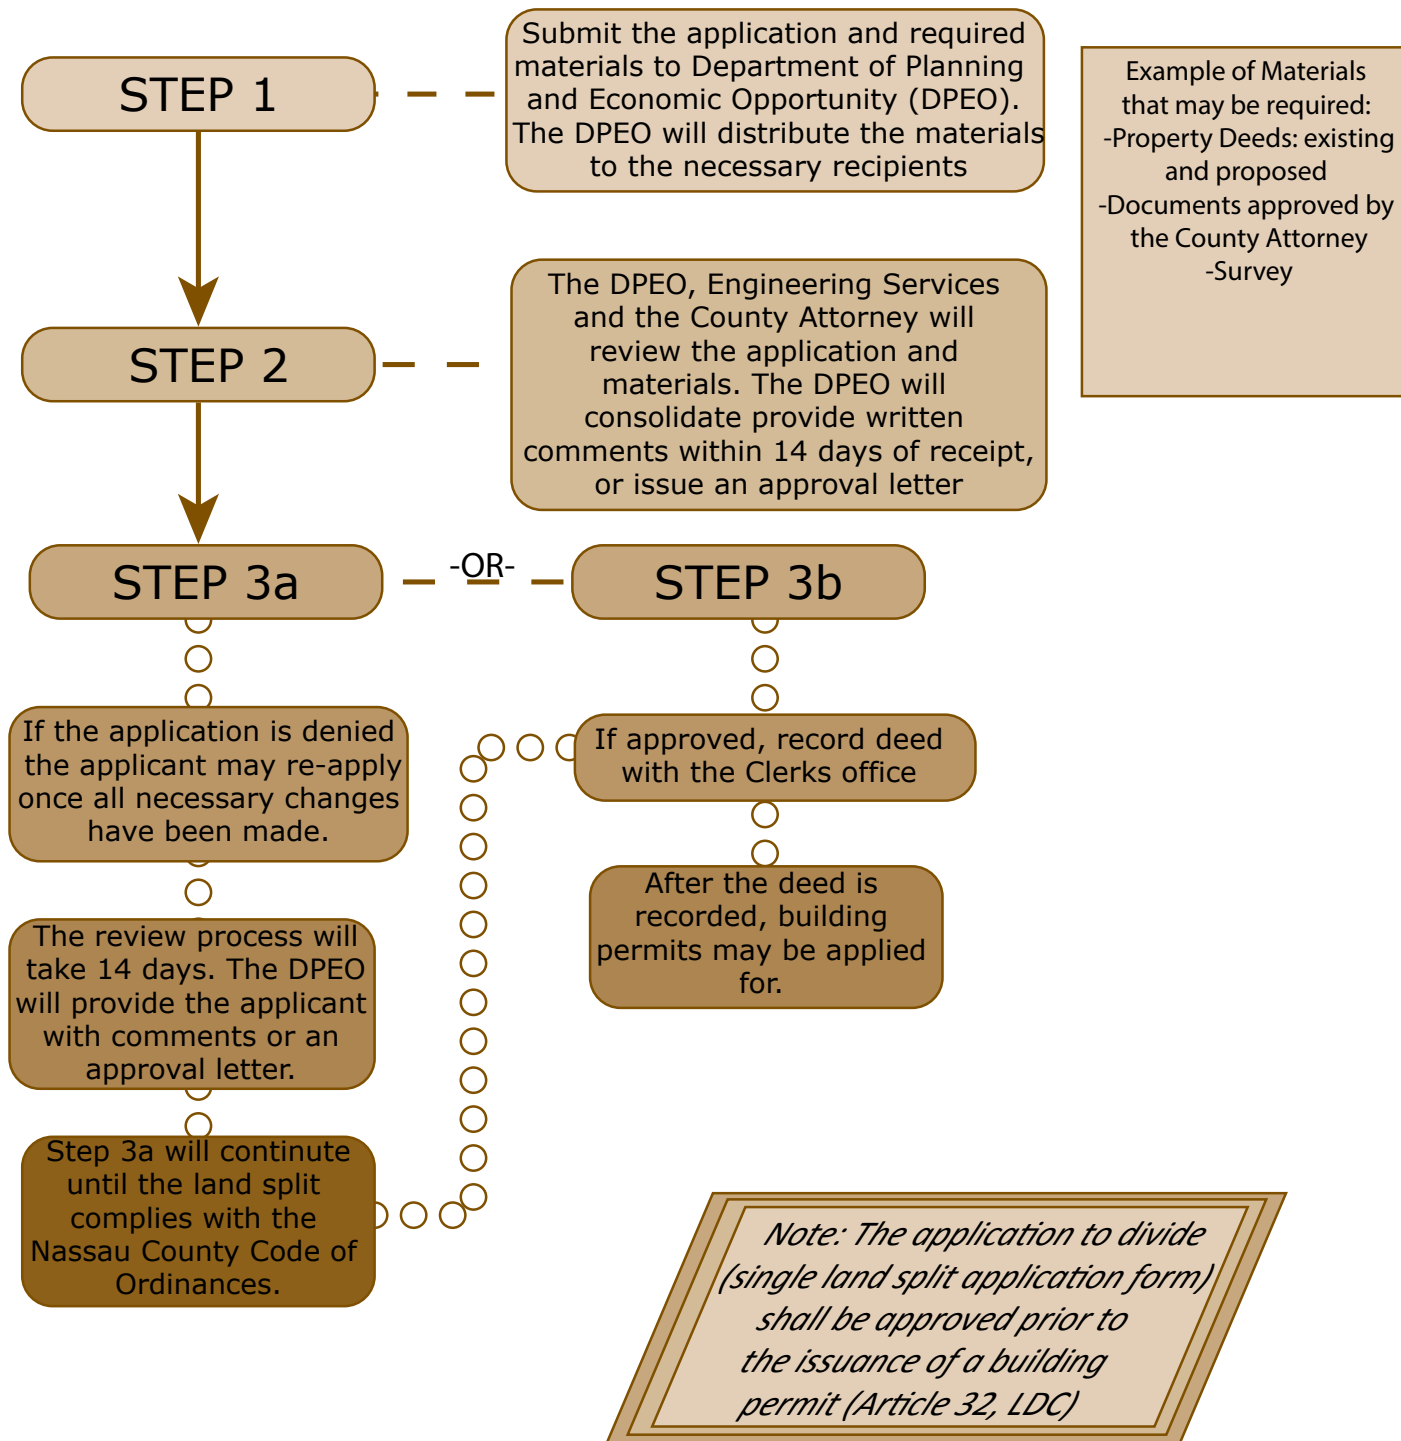 STEP 1
Submit the application and required
materials to Department of Planning
and Economic Opportunity (DPEO).
The DPEO will distribute the materials
to the necessary recipients
Example of Materials
that may be required:
-Property Deeds: existing
and proposed
-Documents approved by
the County Attorney
-Survey
STEP 2
The DPEO, Engineering Services
and the County Attorney will
review the application and
materials. The DPEO will
consolidate provide written
comments within 14 days of receipt,
or issue an approval letter
STEP 3a
-OR-
STEP 3b
If the application is denied
the applicant may re-apply
once all necessary changes
have been made.
The review process will
take 14 days. The DPEO
will provide the applicant
with comments or an
approval letter.
Step 3a will continute
until the land split
complies with the
Nassau County Code of
Ordinances.
If approved, record deed
with the Clerks office
After the deed is
recorded, building
permits may be applied
for.
Note: The application to divide
(single land split application form)
shall be approved prior to
the issuance of a building
permit (Article 32, LDC)